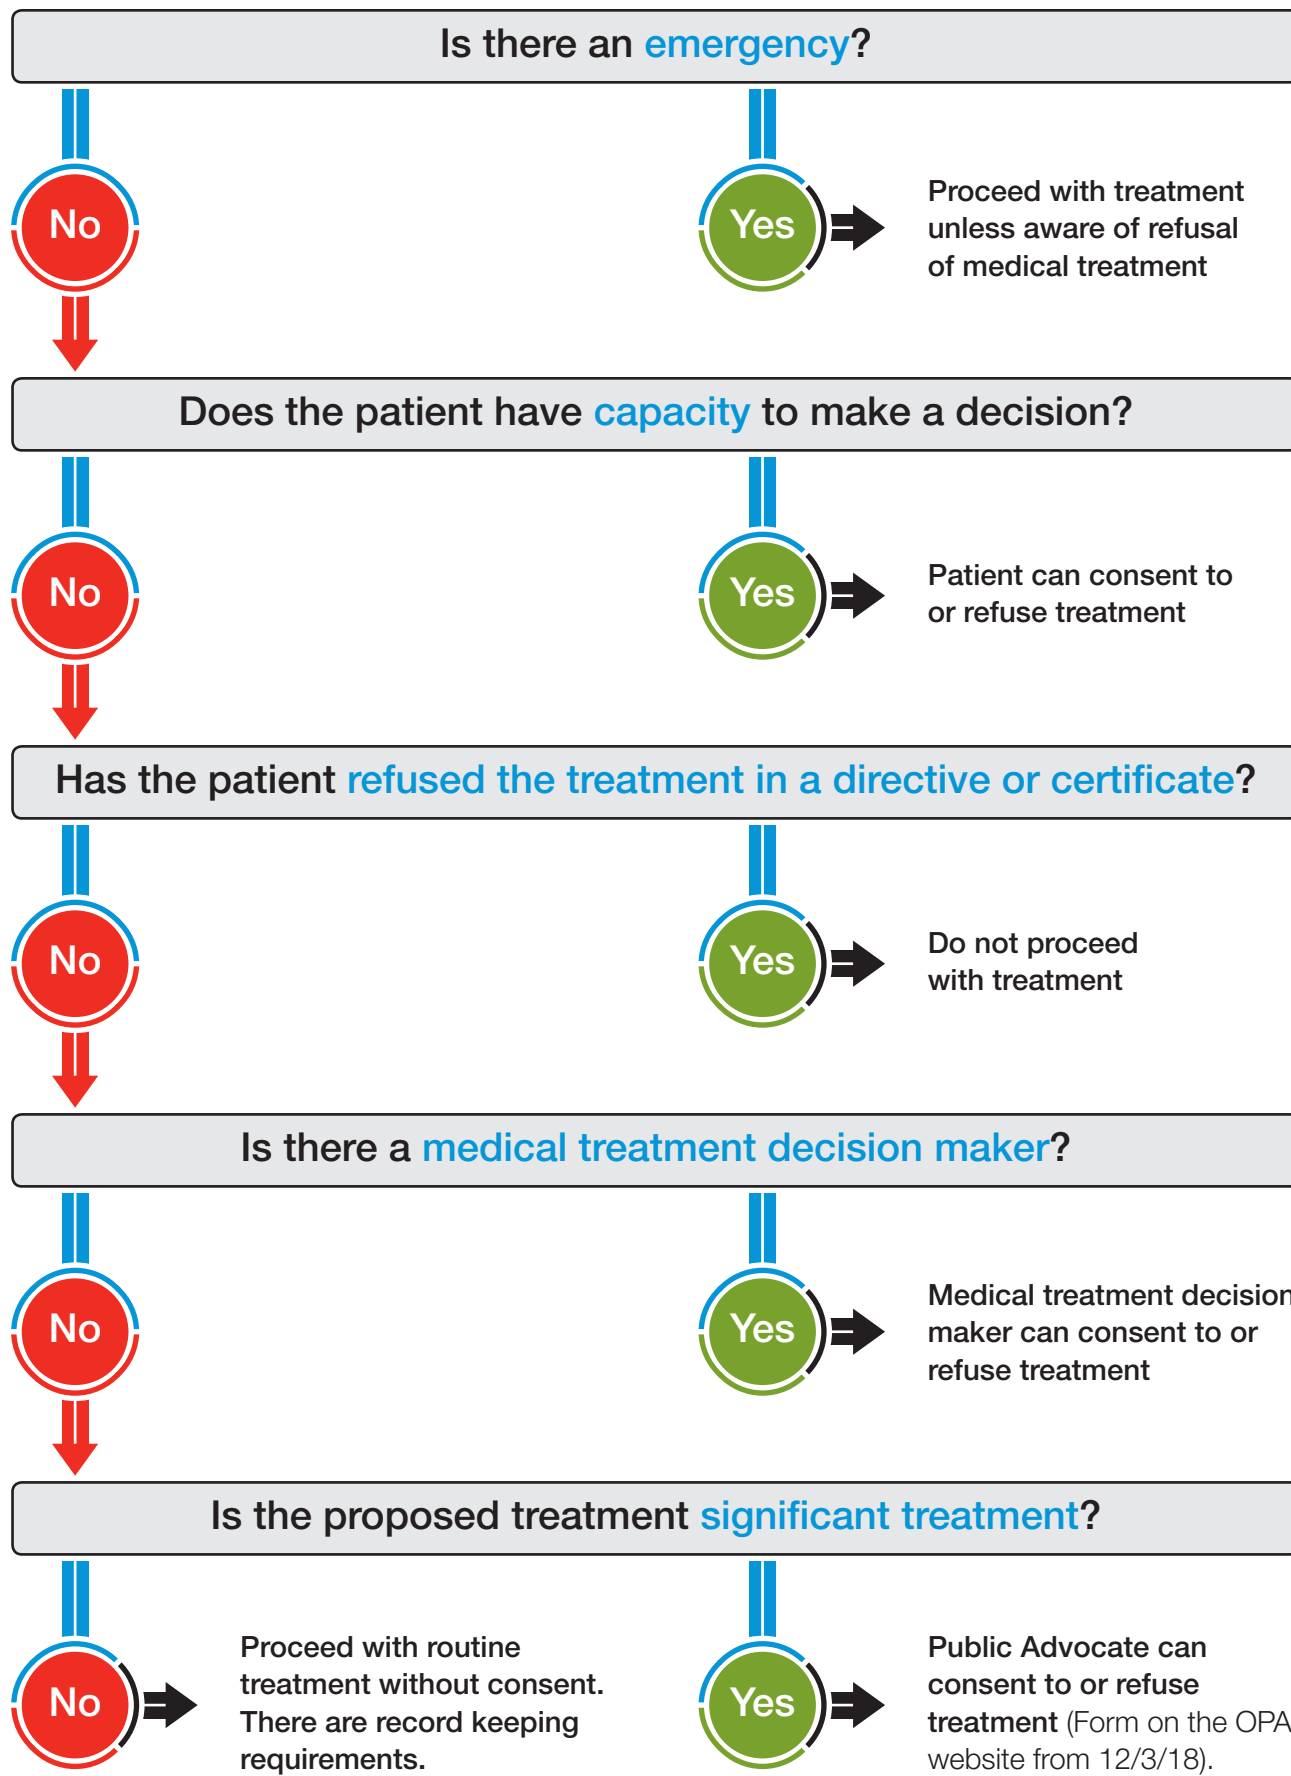 Is there an emergency?
No
Yes
Proceed with treatment
unless aware of refusal
of medical treatment
Does the patient have capacity to make a decision?
No
Yes
Patient can consent to
or refuse treatment
Has the patient refused the treatment in a directive or certificate?
No
Yes
Do not proceed
with treatment
Is there a medical treatment decision maker?
No
Yes
Medical treatment decision
maker can consent to or
refuse treatment
Is the proposed treatment significant treatment?
No
Proceed with routine
treatment without consent.
There are record keeping
requirements.
Yes
Public Advocate can
consent to or refuse
treatment (Form on the OPA
website from 12/3/18).